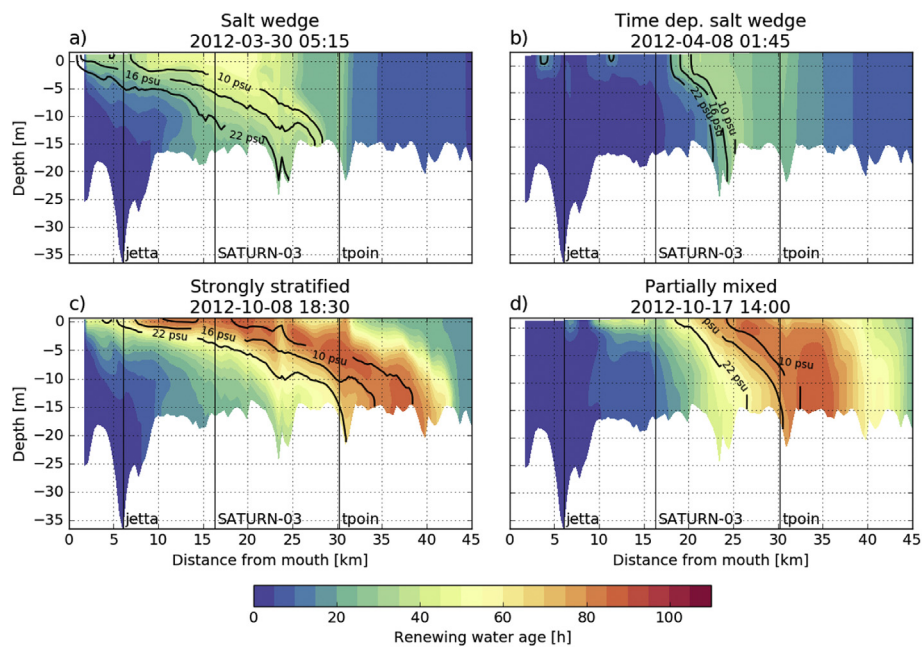 Salt wedge
2012-03-30 05:15
a)
Time dep. salt wedge
2012-04-08 01:45
b)
0
−5
−10
−15
−20
−25
−30
−35
Depth [m]
16 psu
10 psu
22 psu
jetta
SATURN-03
tpoin
10 psu
16 psu
22 psu
jetta
SATURN-03
tpoin
Strongly stratified
2012-10-08 18:30
c)
Partially mixed
2012-10-17 14:00
d)
0
−5
−10
−15
−20
−25
−30
−35
Depth [m]
22 psu
16 psu
10 psu
jetta
SATURN-03
tpoin
0 5 10 15 20 25 30 35 40 45
Distance from mouth [km]
psu
10 psu
22 psu
jetta
SATURN-03
tpoin
0 5 10 15 20 25 30 35 40 45
Distance from mouth [km]
0 20 40 60 80 100
Renewing water age [h]